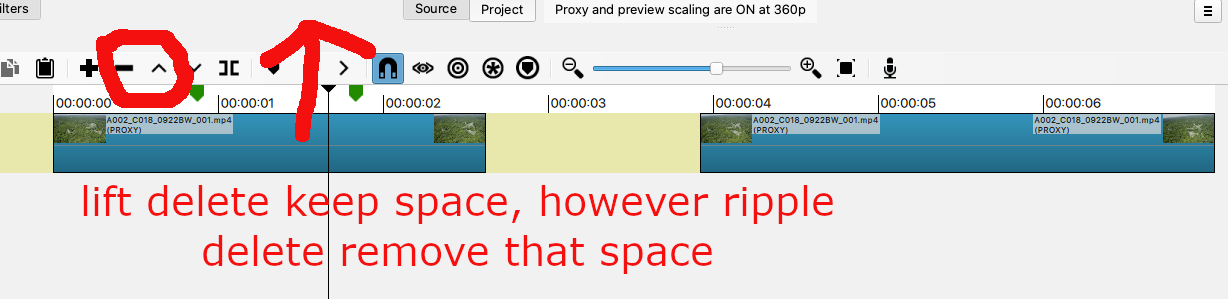 ilters
Source
Project
Proxy and preview scaling are ON at 360p
00:00:00
00:00:01
00:00:02
00:00:03
00:00:04
00:00:05
00:00:06
A002_C018_0922BW_001.mp4
(PROXY)
A002_C018_0922BW_001.mp4
(PROXY)
A002_C018_0922BW_001.mp4
(PROXY)
lift delete keep space, however ripple
delete remove that space